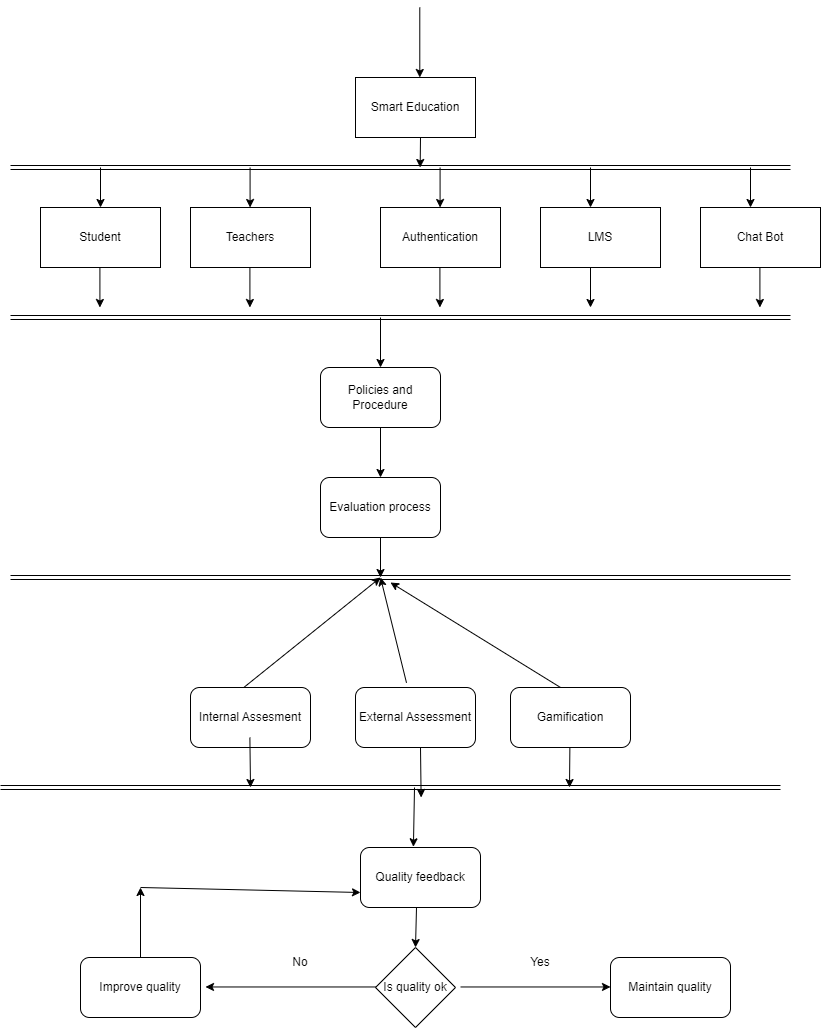 Smart Education
Student
Teachers
Authentication
LMS
Chat Bot
Policies and
Procedure
Evaluation process
Internal Assesment
External Assessment
Gamification
Quality feedback
No
Yes
Improve quality
Is quality ok
Maintain quality